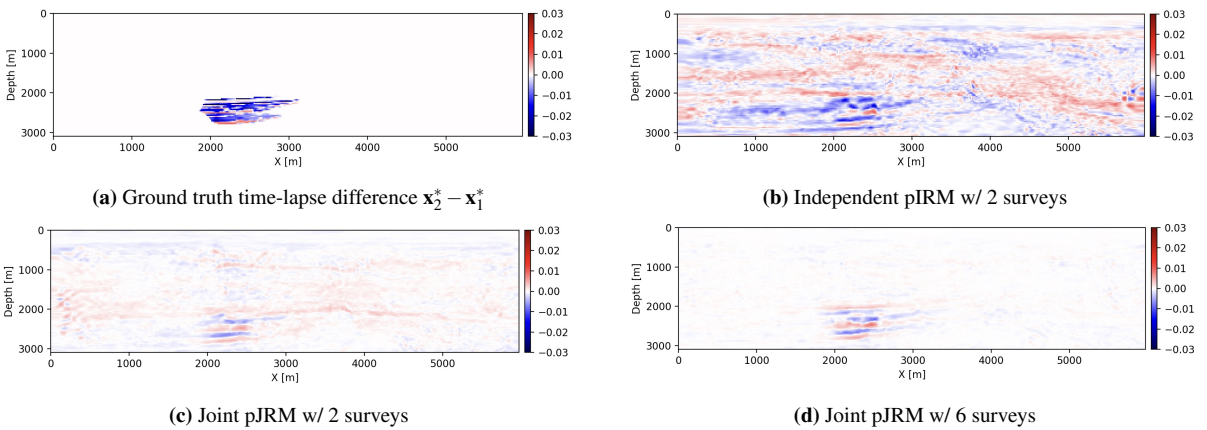 0
1000
2000
3000
Depth [m]
0 1000 2000 3000 4000 5000
X [m]
0.03
0.02
0.01
0.00
−0.01
−0.02
−0.03
(a) Ground truth time-lapse difference x₂* − x₁*
0
1000
2000
3000
Depth [m]
0 1000 2000 3000 4000 5000
X [m]
0.03
0.02
0.01
0.00
−0.01
−0.02
−0.03
(b) Independent pIRM w/ 2 surveys
0
1000
2000
3000
Depth [m]
0 1000 2000 3000 4000 5000
X [m]
0.03
0.02
0.01
0.00
−0.01
−0.02
−0.03
(c) Joint pJRM w/ 2 surveys
0
1000
2000
3000
Depth [m]
0 1000 2000 3000 4000 5000
X [m]
0.03
0.02
0.01
0.00
−0.01
−0.02
−0.03
(d) Joint pJRM w/ 6 surveys